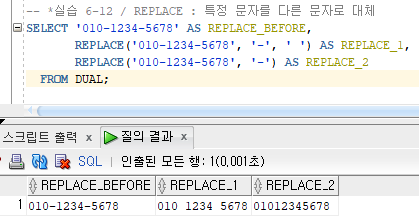 -- *실습 6-12 / REPLACE : 특정 문자를 다른 문자로 대체
SELECT '010-1234-5678' AS REPLACE_BEFORE,
REPLACE('010-1234-5678', '-', ' ') AS REPLACE_1,
REPLACE('010-1234-5678', '-') AS REPLACE_2
FROM DUAL;
스크립트 출력 × 질의 결과 ×
SQL | 인출된 모든 행: 1(0,001초)
REPLACE_BEFORE REPLACE_1 REPLACE_2
1 010-1234-5678 010 1234 5678 01012345678